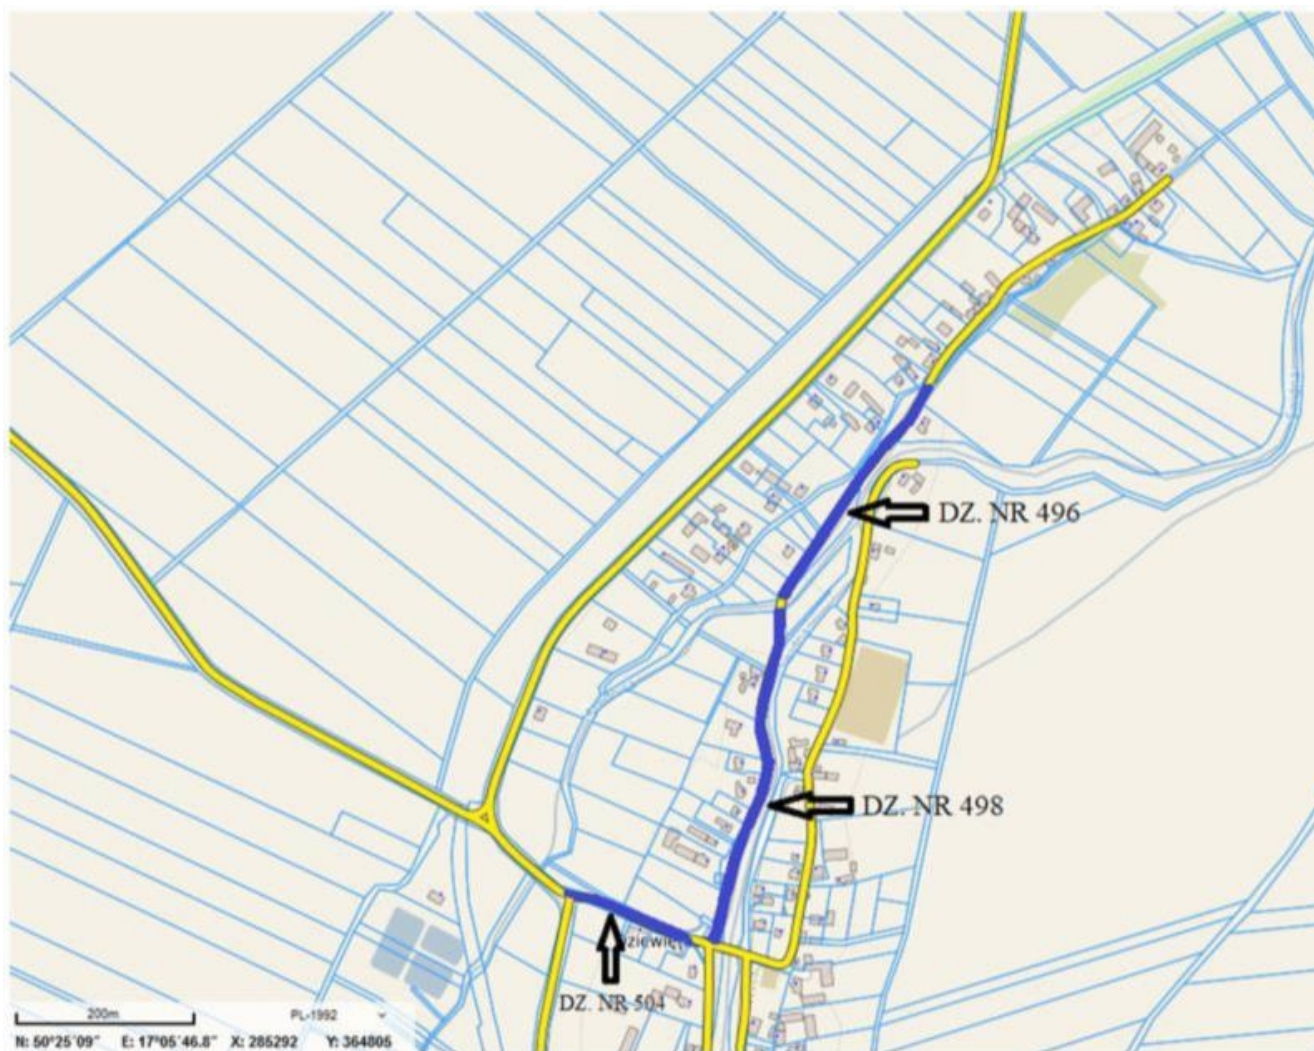 DZ. NR 496
DZ. NR 498
DZ. NR 504
200m
PL-1992
N: 50°25'09" E: 17°05'46.8" X: 285292 Y: 364805